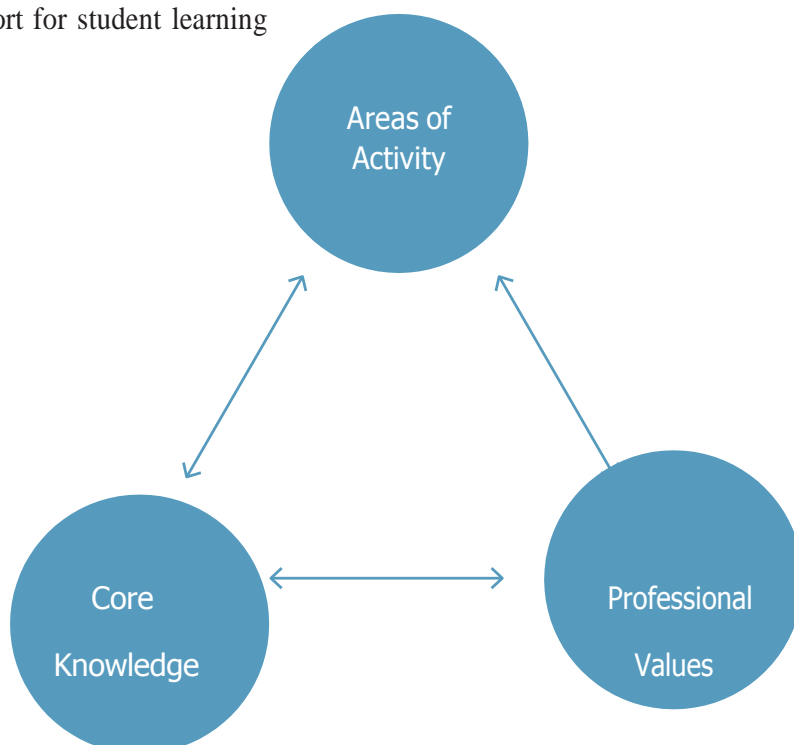 ort for student learning
Areas of
Activity
Core
Knowledge
Professional
Values